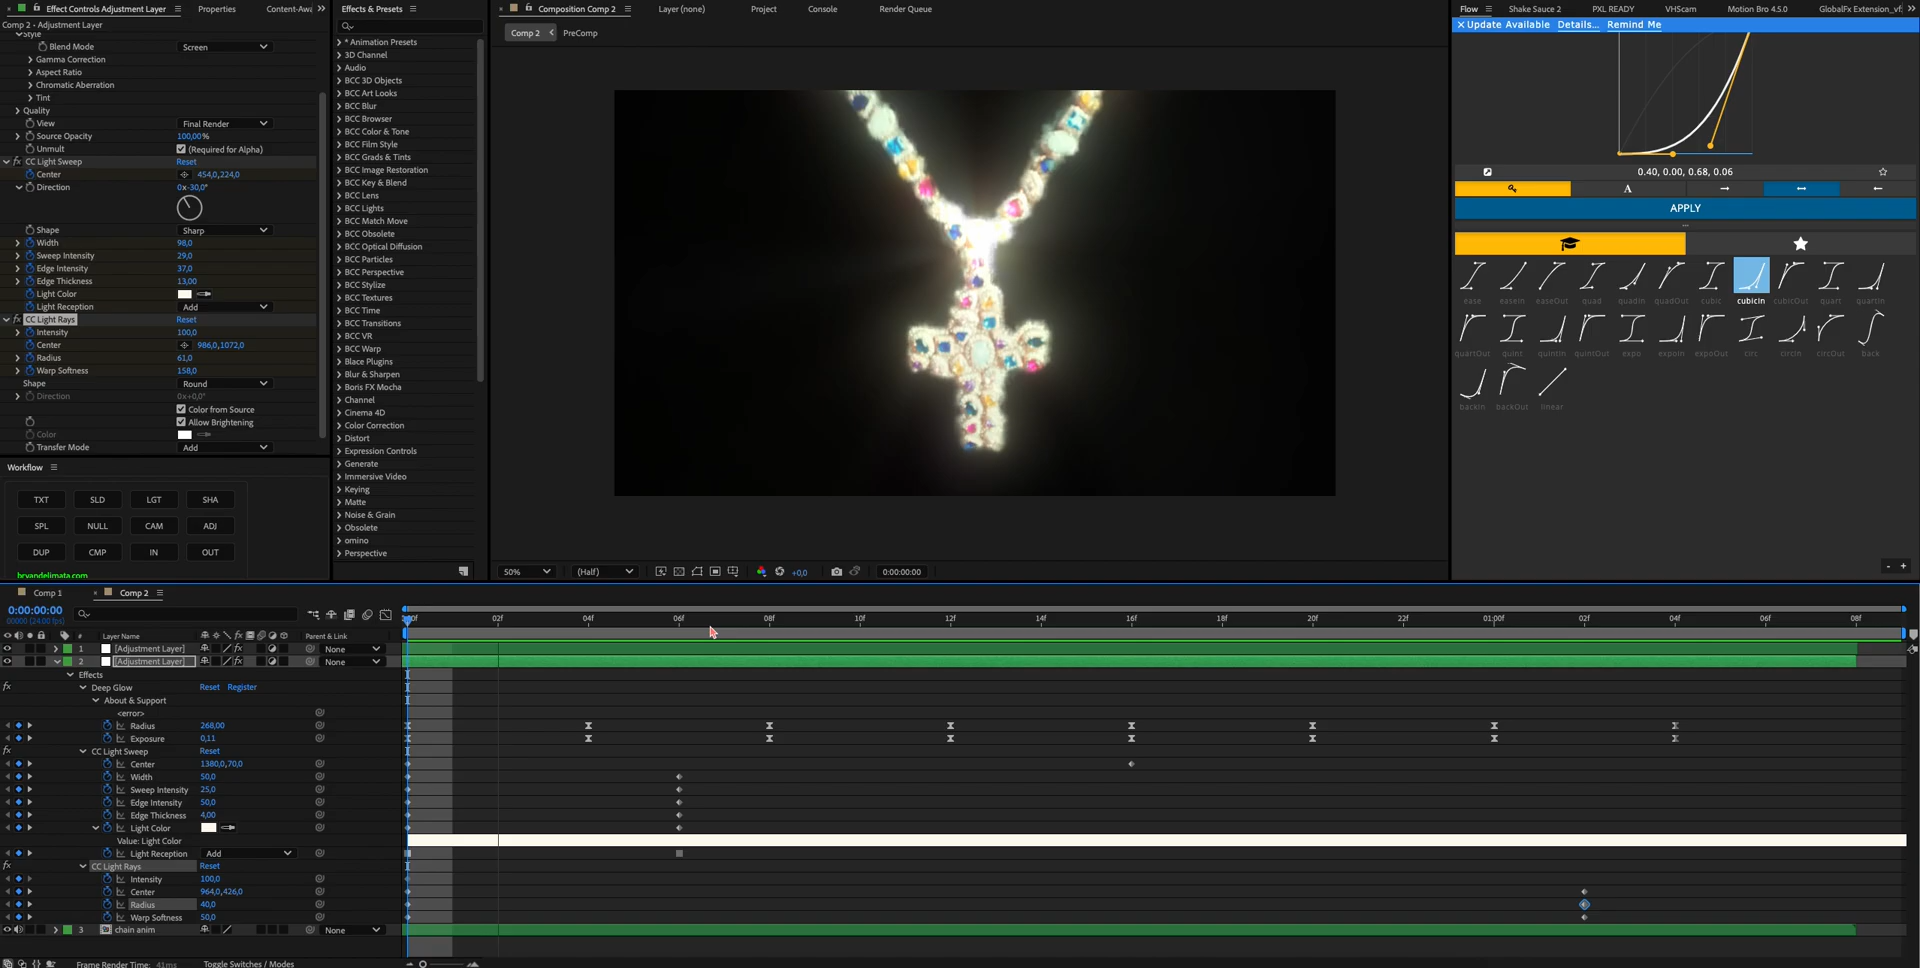 Effect Controls Adjustment Layer
Properties
Content-Aw
Comp 2 - Adjustment Layer
Style
Blend Mode Screen
Gamma Correction
Aspect Ratio
Chromatic Aberration
Tint
Quality
View Final Render
Source Opacity 100,00%
Unmult (Required for Alpha)
fx CC Light Sweep Reset
Center 454,0,224,0
Direction 0x-30,0°
Shape Sharp
Width 98,0
Sweep Intensity 29,0
Edge Intensity 37,0
Edge Thickness 13,00
Light Color
Light Reception Add
fx CC Light Rays Reset
Intensity 100,0
Center 986,0,1072,0
Radius 61,0
Warp Softness 158,0
Shape Round
Direction 0x+0,0°
Color from Source
Allow Brightening
Color
Transfer Mode Add
Workflow
TXT SLD LGT SHA
SPL NULL CAM ADJ
DUP CMP IN OUT
bryandelimata.com
Effects & Presets
* Animation Presets
3D Channel
Audio
BCC 3D Objects
BCC Art Looks
BCC Blur
BCC Browser
BCC Color & Tone
BCC Film Style
BCC Grads & Tints
BCC Image Restoration
BCC Key & Blend
BCC Lens
BCC Lights
BCC Match Move
BCC Obsolete
BCC Optical Diffusion
BCC Particles
BCC Perspective
BCC Stylize
BCC Textures
BCC Time
BCC Transitions
BCC VR
BCC Warp
Blace Plugins
Blur & Sharpen
Boris FX Mocha
Channel
Cinema 4D
Color Correction
Distort
Expression Controls
Generate
Immersive Video
Keying
Matte
Noise & Grain
Obsolete
omino
Perspective
Composition Comp 2
Layer (none)
Project
Console
Render Queue
Comp 2 PreComp
50% (Half) +0,0 0:00:00:00
Flow
Shake Sauce 2
PXL READY
VHScam
Motion Bro 4.5.0
GlobalFx Extension_vf
Update Available Details... Remind Me
0.40, 0.00, 0.68, 0.06
A
APPLY
ease easeIn easeOut quad quadIn quadOut cubic cubicIn cubicOut quart quartIn
quartOut quint quintIn quintOut expo expoIn expoOut circ circIn circOut back
backIn backOut linear
Comp 1 Comp 2
0:00:00:00
00000 (24.00 fps)
# Layer Name fx Parent & Link
02f 04f 06f 08f 10f 12f 14f 16f 18f 20f 22f 01:00f 02f 04f 06f 08f
1 [Adjustment Layer] fx None
2 [Adjustment Layer] fx None
Effects
fx Deep Glow Reset Register
About & Support
<error>
Radius 268,00
Exposure 0,11
fx CC Light Sweep Reset
Center 1380,0,70,0
Width 50,0
Sweep Intensity 25,0
Edge Intensity 50,0
Edge Thickness 4,00
Light Color
Value: Light Color
Light Reception Add
fx CC Light Rays Reset
Intensity 100,0
Center 964,0,426,0
Radius 40,0
Warp Softness 50,0
3 chain anim None
Frame Render Time: 41ms Toggle Switches / Modes